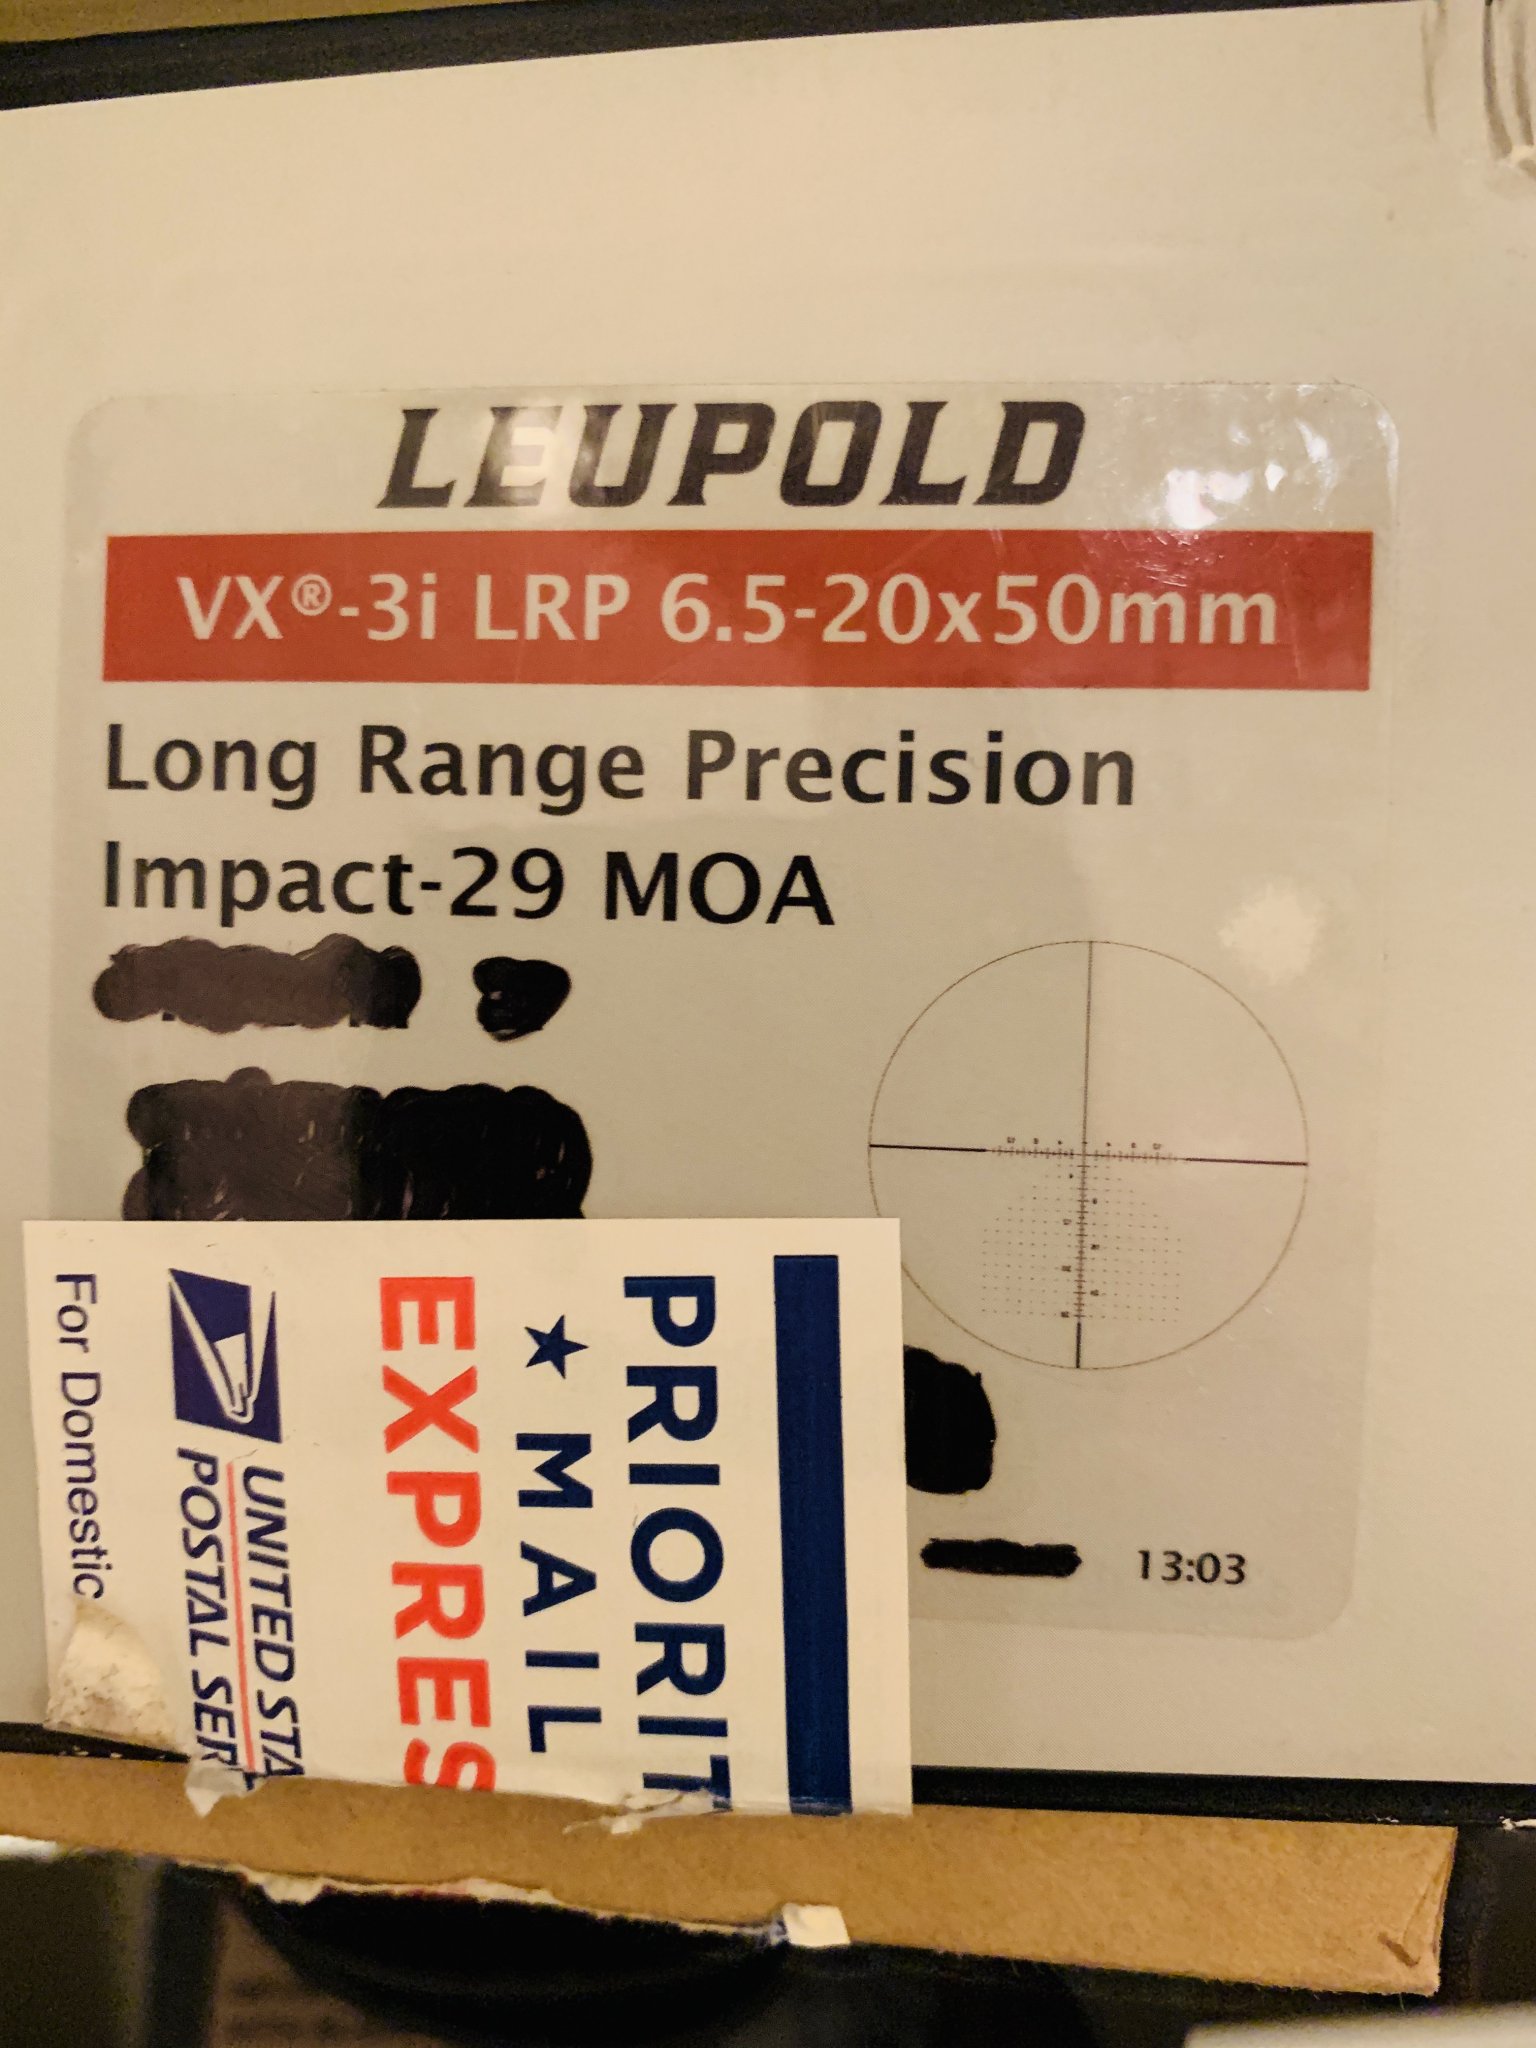 LEUPOLD
VX®-3i LRP 6.5-20x50mm
Long Range Precision
Impact-29 MOA
13:03
PRIORIT
★ MAIL
EXPRES
UNITED STA
POSTAL SER
For Domestic